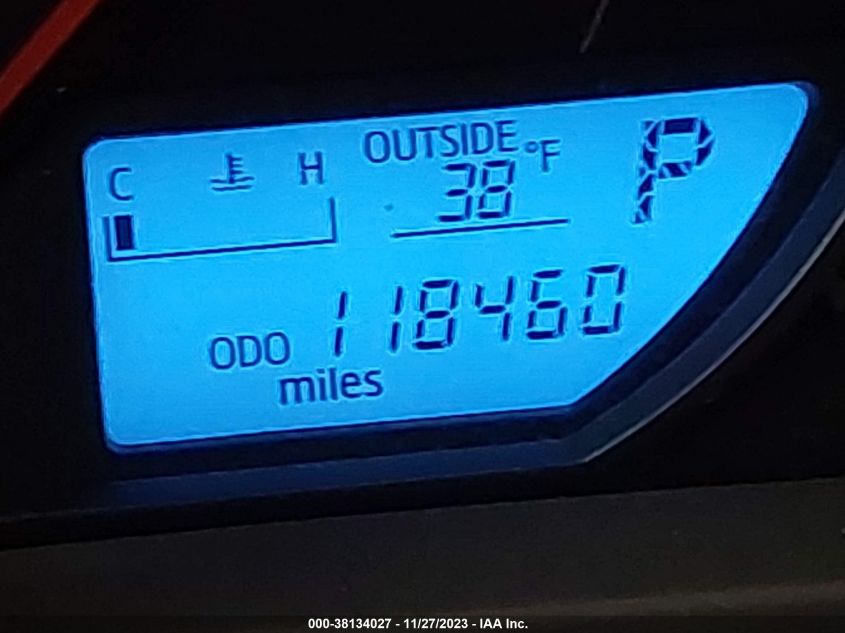 OUTSIDE
C H 38 °F P
ODO 118460
miles
000-38134027 - 11/27/2023 - IAA Inc.